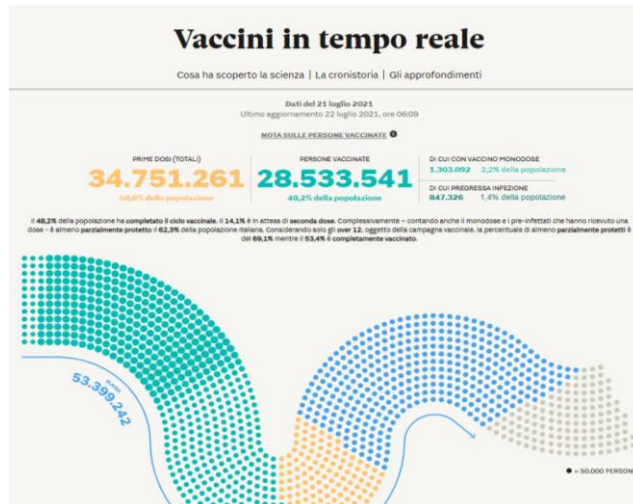 Vaccini in tempo reale
Cosa ha scoperto la scienza | La cronistoria | Gli approfondimenti
Dati del 21 luglio 2021
Ultimo aggiornamento 22 luglio 2021, ore 06:09
NOTA SULLE PERSONE VACCINATE
PRIME DOSI (TOTALI)
34.751.261
58,6% della popolazione
PERSONE VACCINATE
28.533.541
48,2% della popolazione
DI CUI CON VACCINO MONODOSE
1.303.092 2,2% della popolazione
DI CUI PREGRESSA INFEZIONE
847.326 1,4% della popolazione
Il 48,2% della popolazione ha completato il ciclo vaccinale. Il 14,1% è in attesa di seconda dose. Complessivamente – contando anche il monodose e i pre-infettati che hanno ricevuto una
dose - è almeno parzialmente protetto il 62,3% della popolazione italiana. Considerando solo gli over 12, oggetto della campagna vaccinale, la percentuale di almeno parzialmente protetti è
del 69,1% mentre il 53,4% è completamente vaccinato.
PLATEA
53.399.242
= 50.000 PERSON